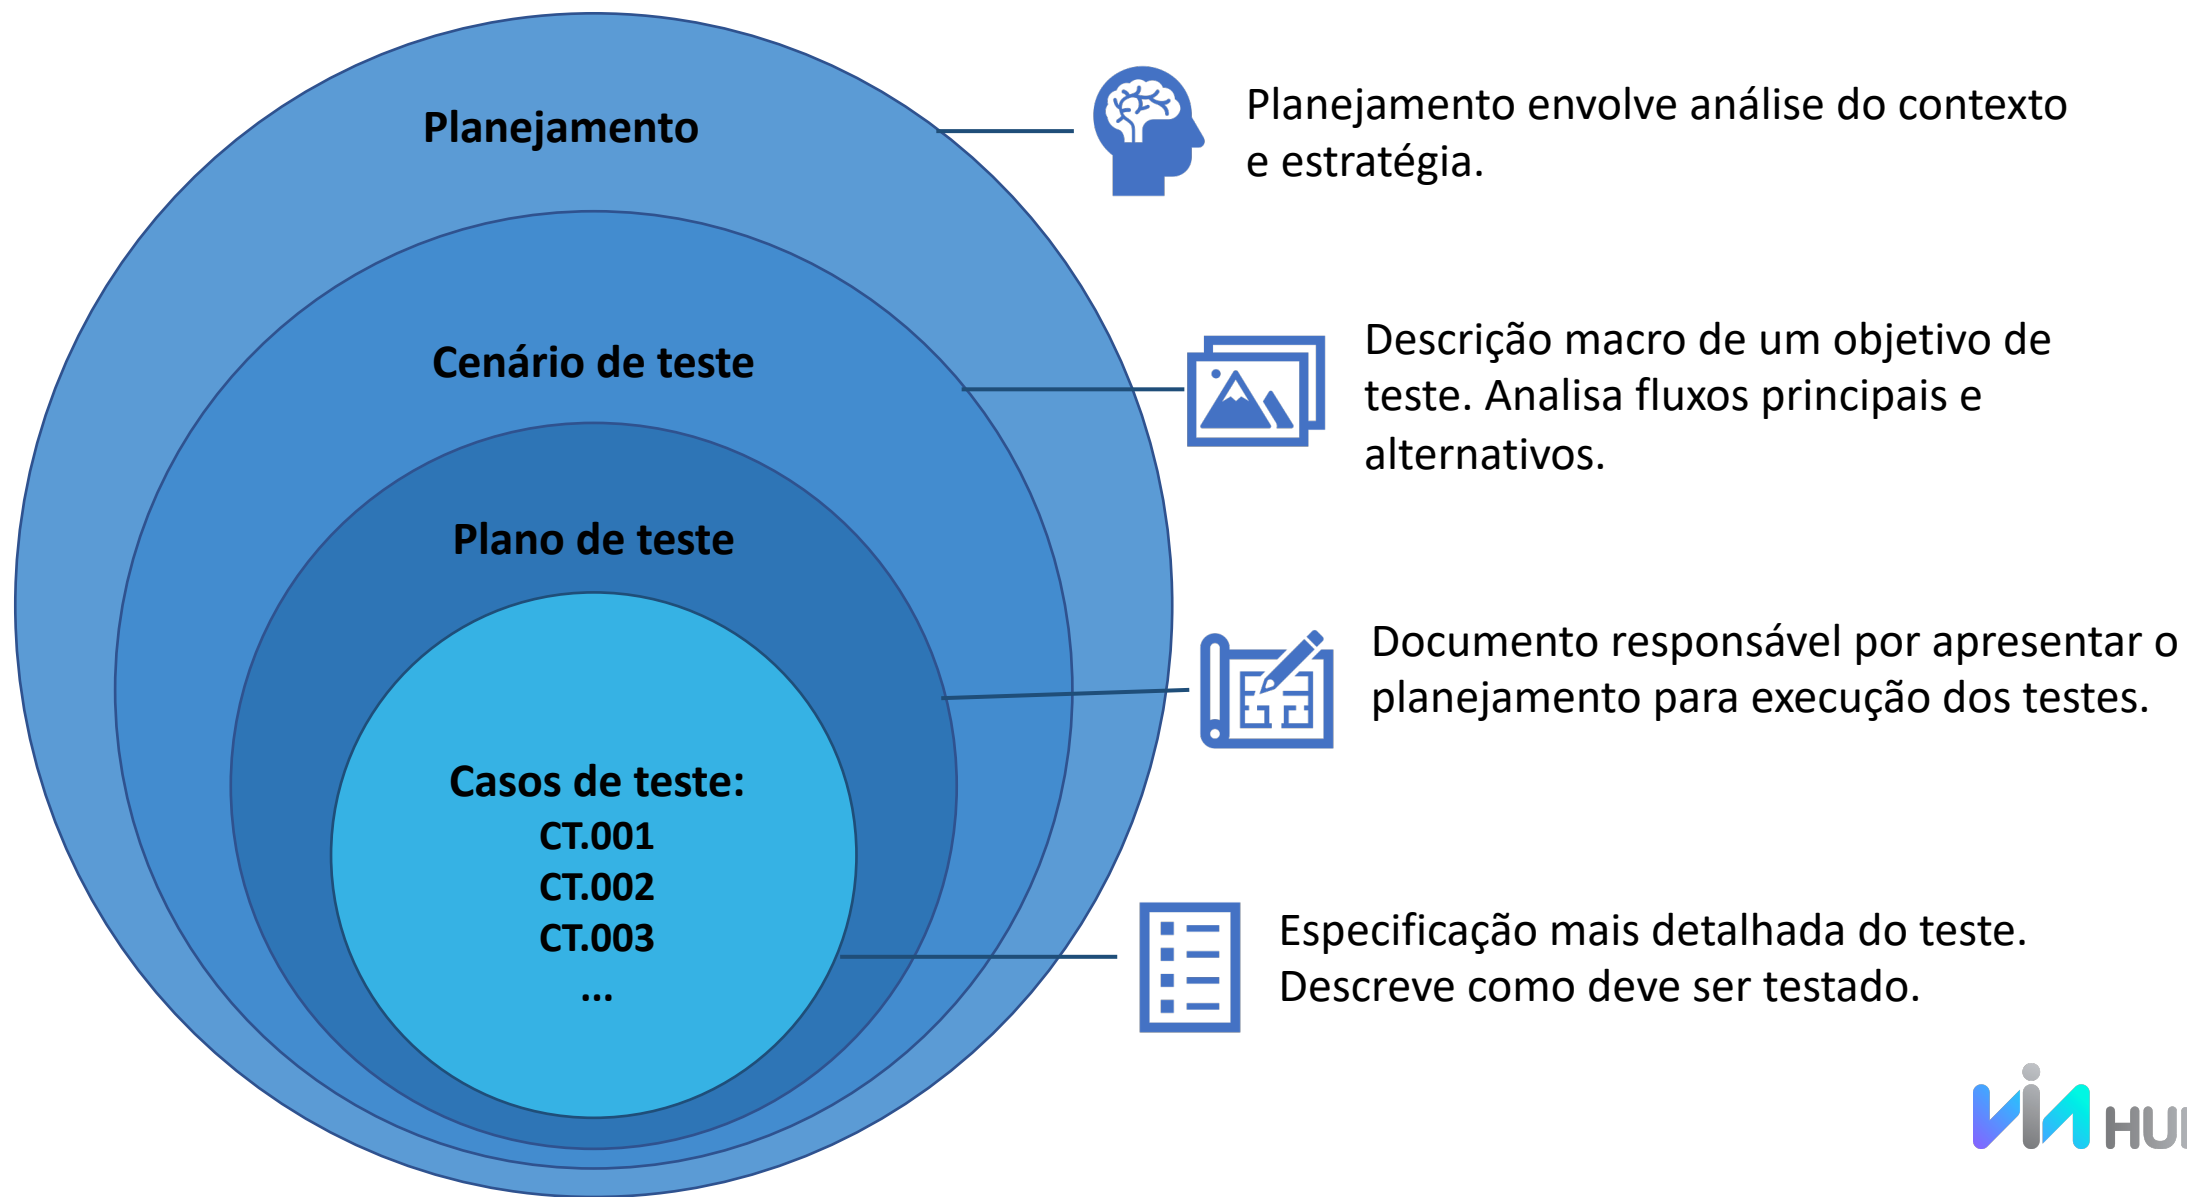 Planejamento
Planejamento envolve análise do contexto
e estratégia.
Cenário de teste
Descrição macro de um objetivo de
teste. Analisa fluxos principais e
alternativos.
Plano de teste
Documento responsável por apresentar o
planejamento para execução dos testes.
Casos de teste:
CT.001
CT.002
CT.003
...
Especificação mais detalhada do teste.
Descreve como deve ser testado.
VIA